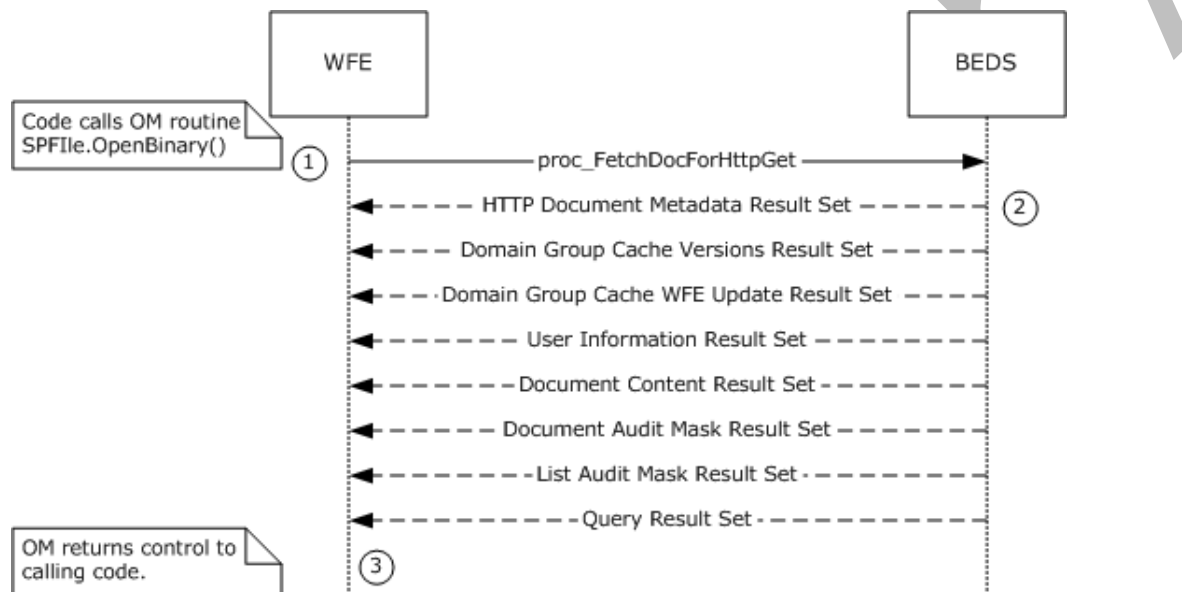 WFE
BEDS
Code calls OM routine
SPFIle.OpenBinary()
1
proc_FetchDocForHttpGet
HTTP Document Metadata Result Set
2
Domain Group Cache Versions Result Set
Domain Group Cache WFE Update Result Set
User Information Result Set
Document Content Result Set
Document Audit Mask Result Set
List Audit Mask Result Set
Query Result Set
OM returns control to
calling code.
3